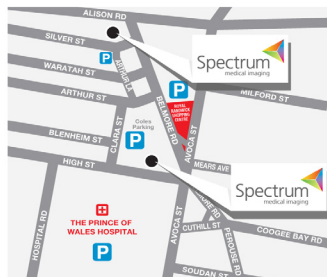 ALISON RD
SILVER ST
P
Spectrum
medical imaging
WARATAH ST
ARTHUR LA
ARTHUR ST
P
ROYAL
RANDWICK
SHOPPING
CENTRE
MILFORD ST
BELMORE RD
CLARA ST
Coles
Parking
P
AVOCA ST
BLENHEIM ST
HIGH ST
MEARS AVE
Spectrum
medical imaging
HOSPITAL RD
THE PRINCE OF
WALES HOSPITAL
P
AVOCA ST
CUTHILL ST
PEROUSE RD
COOGEE BAY RD
SOUDAN ST